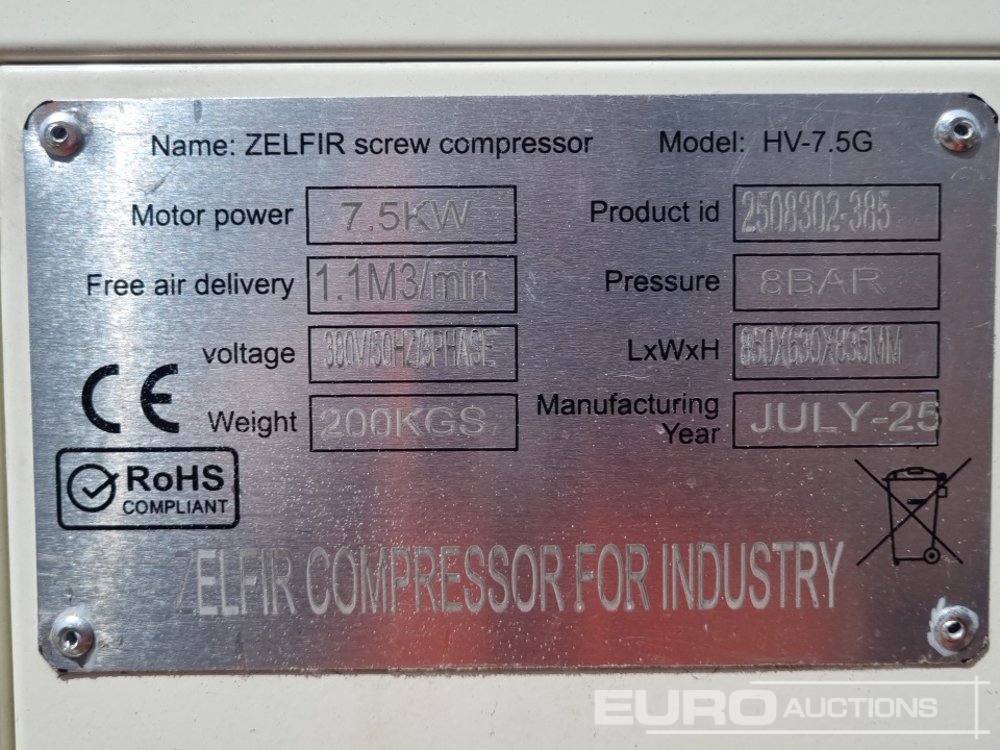 Name: ZELFIR screw compressor Model: HV-7.5G
Motor power 7.5KW Product id 2508302-385
Free air delivery 1.1M3/min Pressure 8BAR
voltage 380V/50HZ/3PHASE LxWxH 850X630X835MM
CE
Weight 200KGS Manufacturing Year JULY-25
RoHS
COMPLIANT
ZELFIR COMPRESSOR FOR INDUSTRY
EURO AUCTIONS